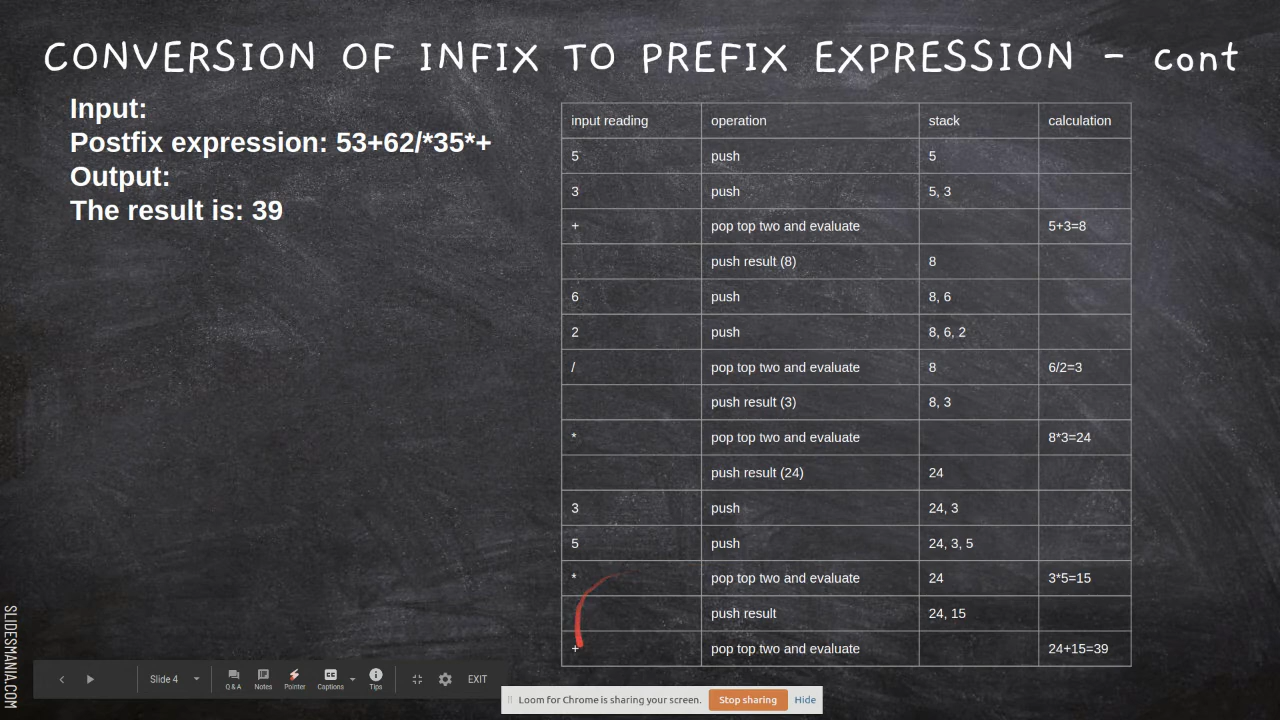 CONVERSION OF INFIX TO PREFIX EXPRESSION - cont
Input:
Postfix expression: 53+62/*35*+
Output:
The result is: 39
input reading operation stack calculation
5 push 5
3 push 5, 3
+ pop top two and evaluate 5+3=8
push result (8) 8
6 push 8, 6
2 push 8, 6, 2
/ pop top two and evaluate 8 6/2=3
push result (3) 8, 3
* pop top two and evaluate 8*3=24
push result (24) 24
3 push 24, 3
5 push 24, 3, 5
* pop top two and evaluate 24 3*5=15
push result 24, 15
+ pop top two and evaluate 24+15=39
SLIDESMANIA.COM
Slide 4 Q & A Notes Pointer CC Captions Tips EXIT
Loom for Chrome is sharing your screen. Stop sharing Hide